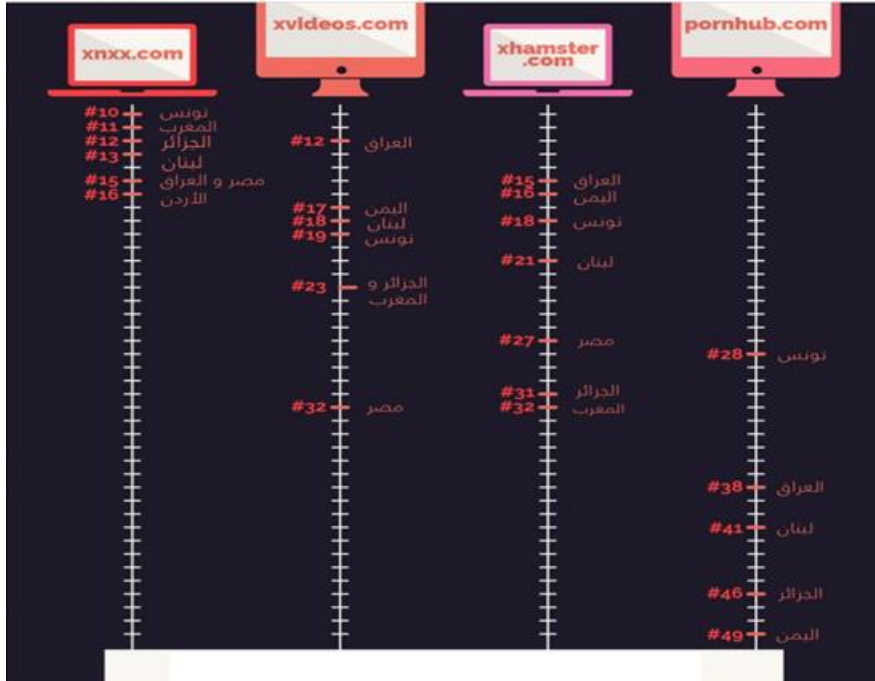 xnxx.com
#10 تونس
#11 المغرب
#12 الجزائر
#13 لبنان
#15 مصر و العراق
#16 الأردن
xvideos.com
#12 العراق
#17 اليمن
#18 لبنان
#19 تونس
#23 الجزائر و
المغرب
#32 مصر
xhamster
.com
#15 العراق
#16 اليمن
#18 تونس
#21 لبنان
#27 مصر
#31 الجزائر
#32 المغرب
pornhub.com
#28 تونس
#38 العراق
#41 لبنان
#46 الجزائر
#49 اليمن